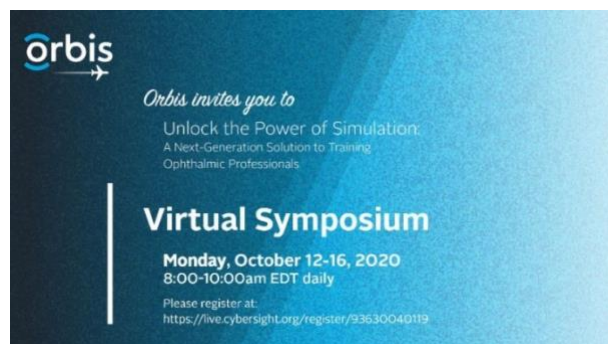 orbis
Orbis invites you to
Unlock the Power of Simulation:
A Next-Generation Solution to Training
Ophthalmic Professionals
Virtual Symposium
Monday, October 12-16, 2020
8:00-10:00am EDT daily
Please register at:
https://live.cybersight.org/register/93630040119